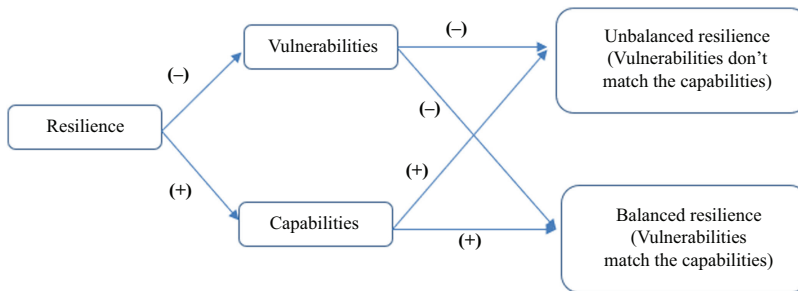 Vulnerabilities
(–)
Unbalanced resilience
(Vulnerabilities don’t
match the capabilities)
(–)
(–)
Resilience
(+)
(+)
Capabilities
(+)
Balanced resilience
(Vulnerabilities
match the capabilities)